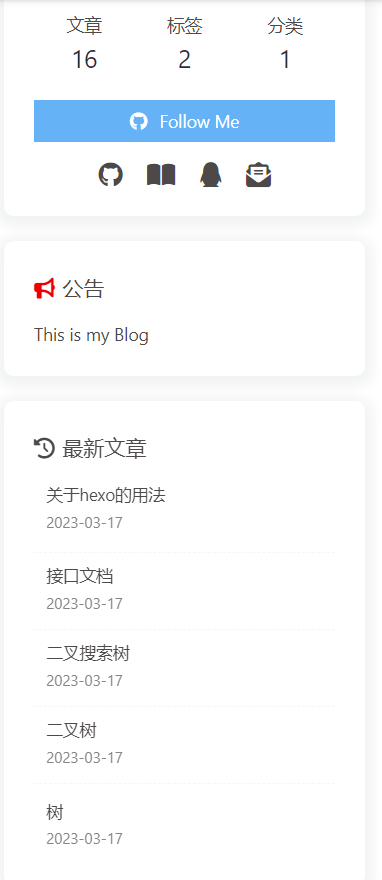 文章 标签 分类
16 2 1
Follow Me
公告
This is my Blog
最新文章
关于hexo的用法
2023-03-17
接口文档
2023-03-17
二叉搜索树
2023-03-17
二叉树
2023-03-17
树
2023-03-17